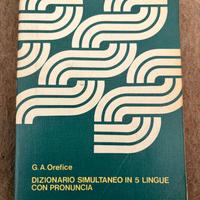 G. A. Orefice
DIZIONARIO SIMULTANEO IN 5 LINGUE
CON PRONUNCIA